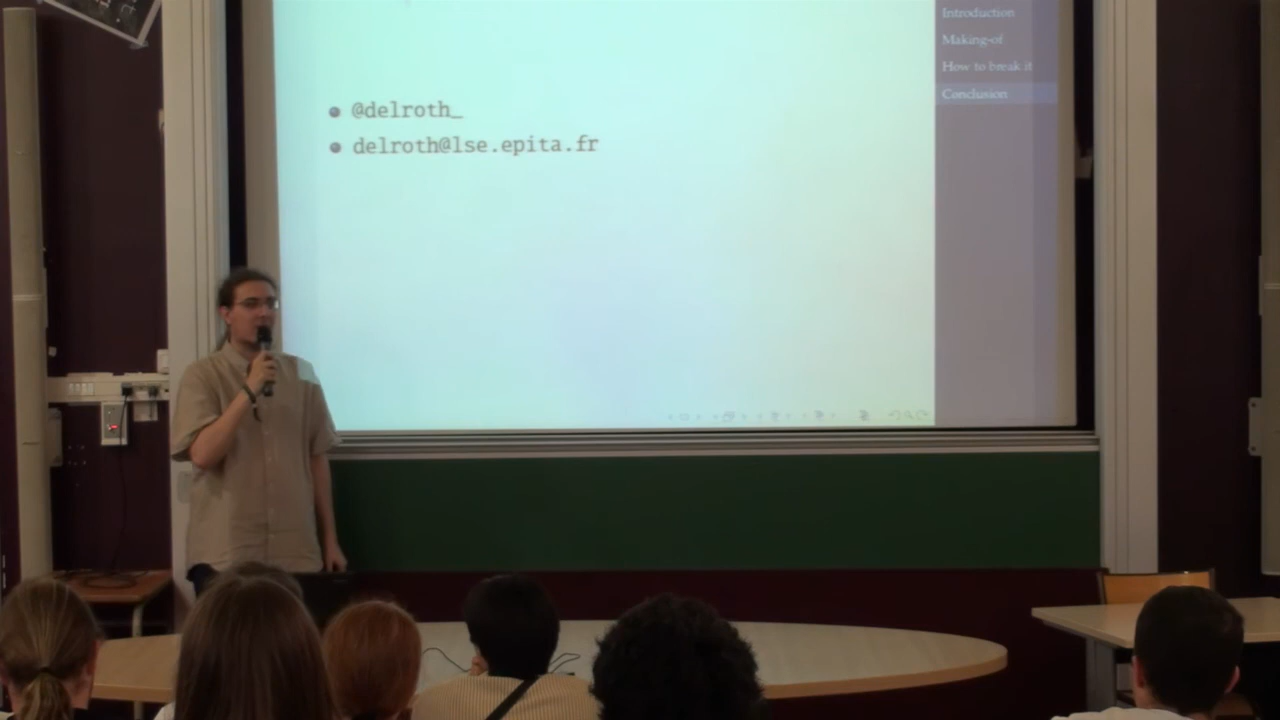 Introduction
Making-of
How to break it
Conclusion
@delroth_
delroth@lse.epita.fr